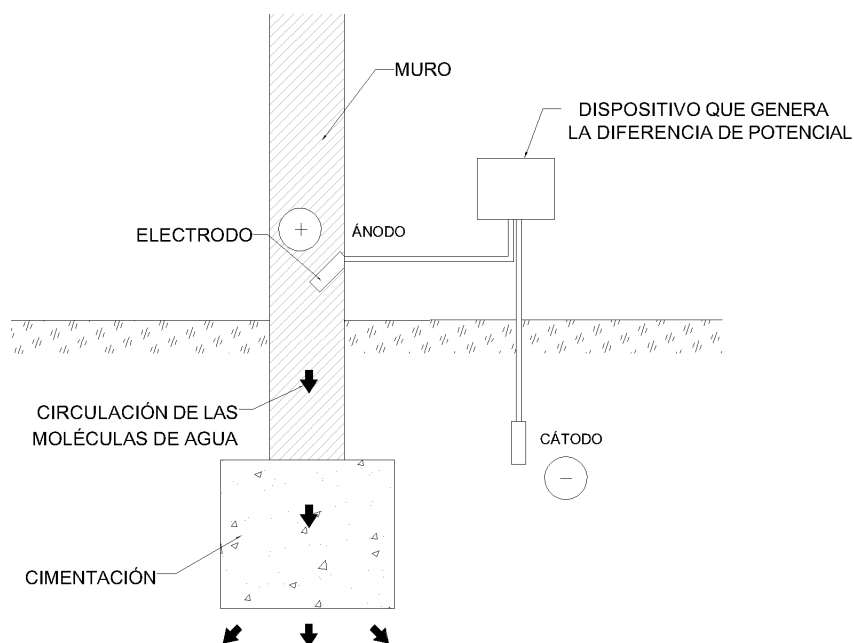 MURO
DISPOSITIVO QUE GENERA
LA DIFERENCIA DE POTENCIAL
+
ÁNODO
ELECTRODO
CIRCULACIÓN DE LAS
MOLÉCULAS DE AGUA
CÁTODO
−
CIMENTACIÓN